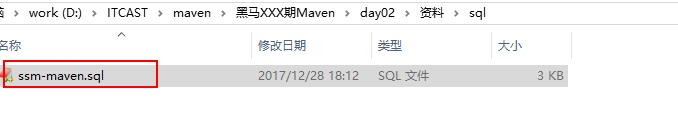 脑 > work (D:) > ITCAST > maven > 黑马XXX期Maven > day02 > 资料 > sql
名称 修改日期 类型 大小
ssm-maven.sql 2017/12/28 18:12 SQL 文件 3 KB